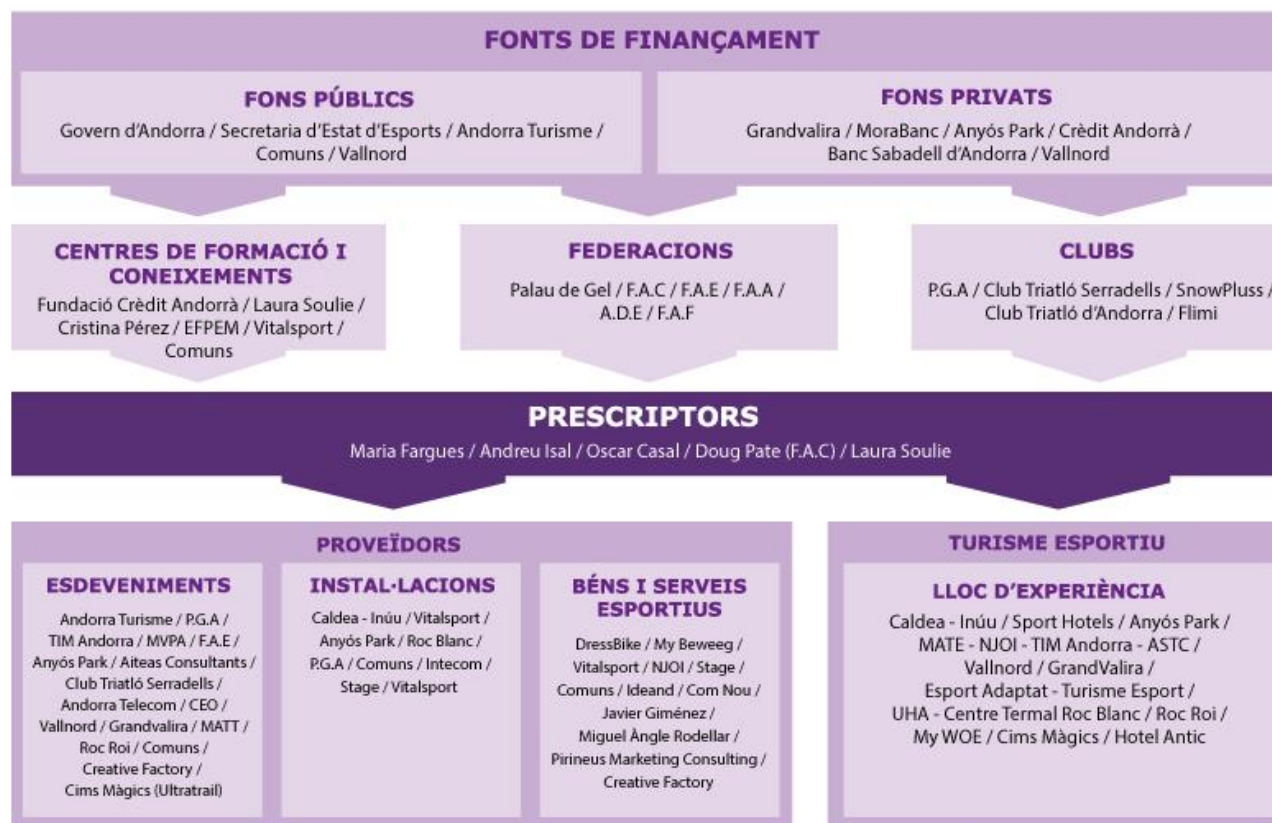 FONTS DE FINANÇAMENT
FONS PÚBLICS
Govern d'Andorra / Secretaria d'Estat d'Esports / Andorra Turisme /
Comuns / Vallnord
FONS PRIVATS
Grandvalira / MoraBanc / Anyós Park / Crèdit Andorrà /
Banc Sabadell d'Andorra / Vallnord
CENTRES DE FORMACIÓ I
CONEIXEMENTS
Fundació Crèdit Andorrà / Laura Soulie /
Cristina Pérez / EFPEM / Vitalsport /
Comuns
FEDERACIONS
Palau de Gel / F.A.C / F.A.E / F.A.A /
A.D.E / F.A.F
CLUBS
P.G.A / Club Triatló Serradells / SnowPluss /
Club Triatló d'Andorra / Flimi
PRESCRIPTORS
Maria Fargues / Andreu Isal / Oscar Casal / Doug Pate (F.A.C) / Laura Soulie
PROVEÏDORS
ESDEVENIMENTS
Andorra Turisme / P.G.A /
TIM Andorra / MVPA / F.A.E /
Anyós Park / Aiteas Consultants /
Club Triatló Serradells /
Andorra Telecom / CEO /
Vallnord / Grandvalira / MATT /
Roc Roi / Comuns /
Creative Factory /
Cims Màgics (Ultratrail)
INSTAL·LACIONS
Caldea - Inúu / Vitalsport /
Anyós Park / Roc Blanc /
P.G.A / Comuns / Intecom /
Stage / Vitalsport
BÉNS I SERVEIS
ESPORTIUS
DressBike / My Beweeg /
Vitalsport / NJOI / Stage /
Comuns / Ideand / Com Nou /
Javier Giménez /
Miguel Àngle Rodellar /
Pirineus Marketing Consulting /
Creative Factory
TURISME ESPORTIU
LLOC D'EXPERIÈNCIA
Caldea - Inúu / Sport Hotels / Anyós Park /
MATE - NJOI - TIM Andorra - ASTC /
Vallnord / GrandValira /
Esport Adaptat - Turisme Esport /
UHA - Centre Termal Roc Blanc / Roc Roi /
My WOE / Cims Màgics / Hotel Antic